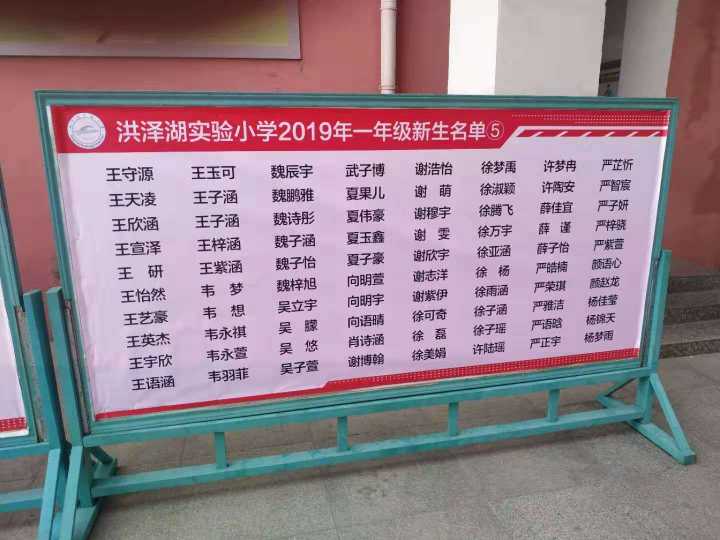 洪泽湖实验小学2019年一年级新生名单⑤
王守源 王玉可 魏辰宇 武子博 谢浩怡 徐梦禹 许梦冉 严芷忻
王天凌 王子涵 魏鹏雅 夏果儿 谢萌 徐淑颖 许陶安 严智宸
王欣涵 王子涵 魏诗彤 夏伟豪 谢穆宇 徐腾飞 薛佳宜 严子妍
王宣泽 王梓涵 魏子涵 夏玉鑫 谢雯 徐万宇 薛谨 严梓骁
王研 王紫涵 魏子怡 夏子豪 谢欣宇 徐亚涵 薛子怡 严紫萱
王怡然 韦梦 魏梓旭 向明萱 谢志洋 徐杨 严皓楠 颜语心
王艺豪 韦想 吴立宇 向明宇 谢紫伊 徐雨涵 严荣琪 颜赵龙
王英杰 韦永祺 吴朦 向语晴 徐可奇 徐子涵 严雅洁 杨佳莹
王宇欣 韦永萱 吴悠 肖诗涵 徐磊 徐子瑶 严语晗 杨锦天
王语涵 韦羽菲 吴子萱 谢博翰 徐美娟 许陆瑶 严正宇 杨梦雨